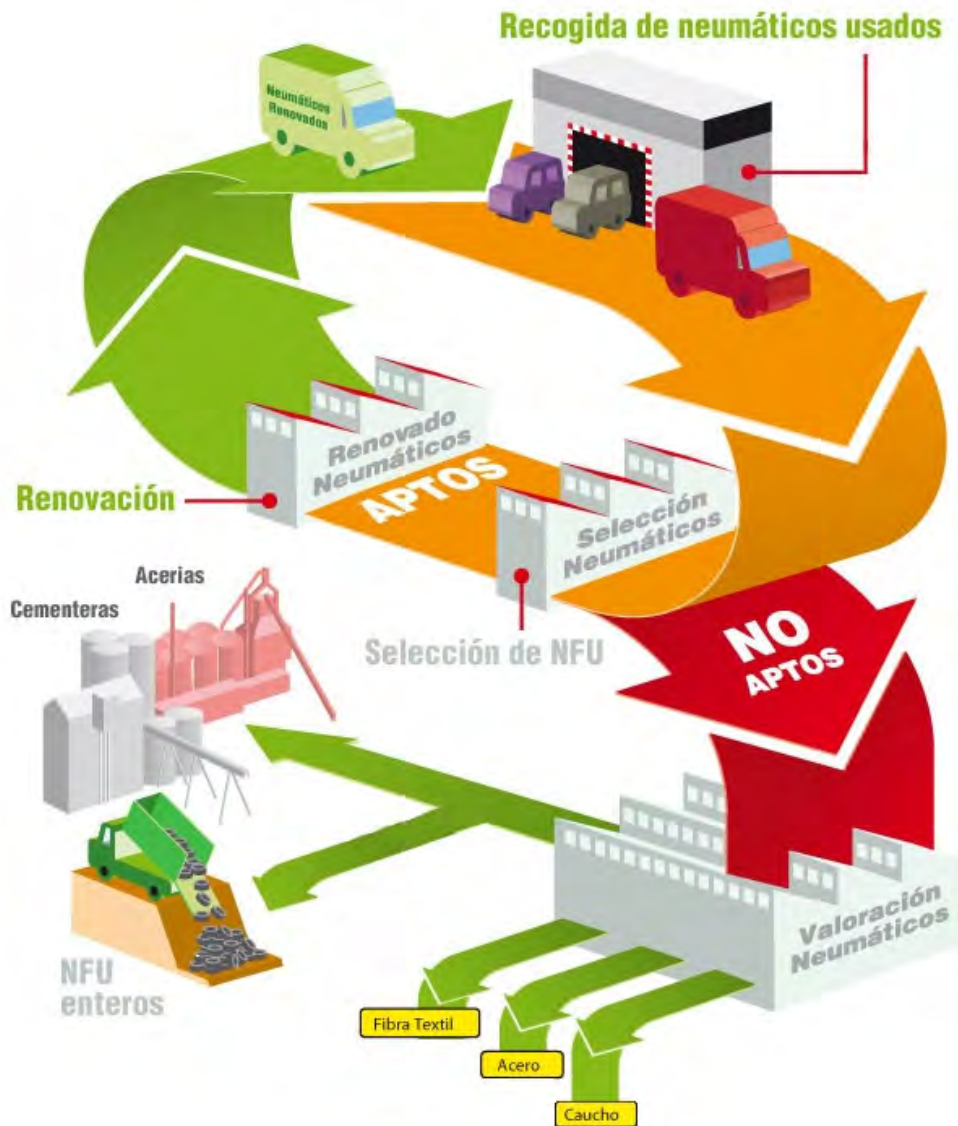 Recogida de neumáticos usados
Neumáticos
Renovados
Renovado
Neumáticos
APTOS
Renovación
Selección
Neumáticos
Selección de NFU
NO
APTOS
Acerias
Cementeras
NFU
enteros
Valoración
Neumáticos
Fibra Textil
Acero
Caucho